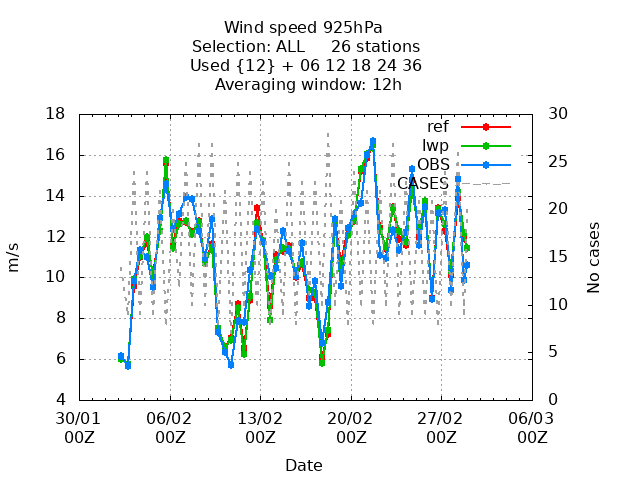 Wind speed 925hPa
Selection: ALL     26 stations
Used {12} + 06 12 18 24 36
Averaging window: 12h
18
16
14
12
10
8
6
4
m/s
30
25
20
15
10
5
0
No cases
ref
lwp
OBS
CASES
30/01 06/02 13/02 20/02 27/02 06/03
00Z 00Z 00Z 00Z 00Z 00Z
Date